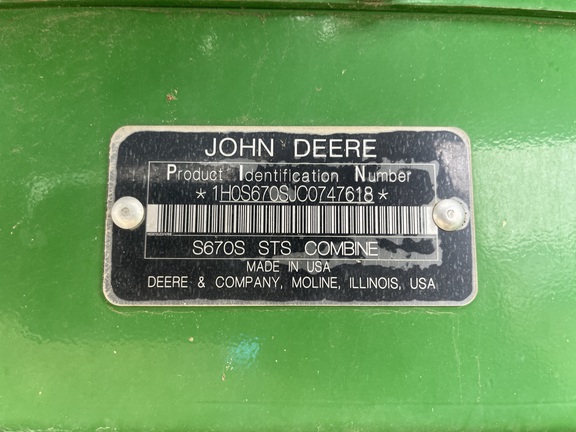 JOHN DEERE
Product Identification Number
*1H0S670SJC0747618*
S670S STS COMBINE
MADE IN USA
DEERE & COMPANY, MOLINE, ILLINOIS, USA